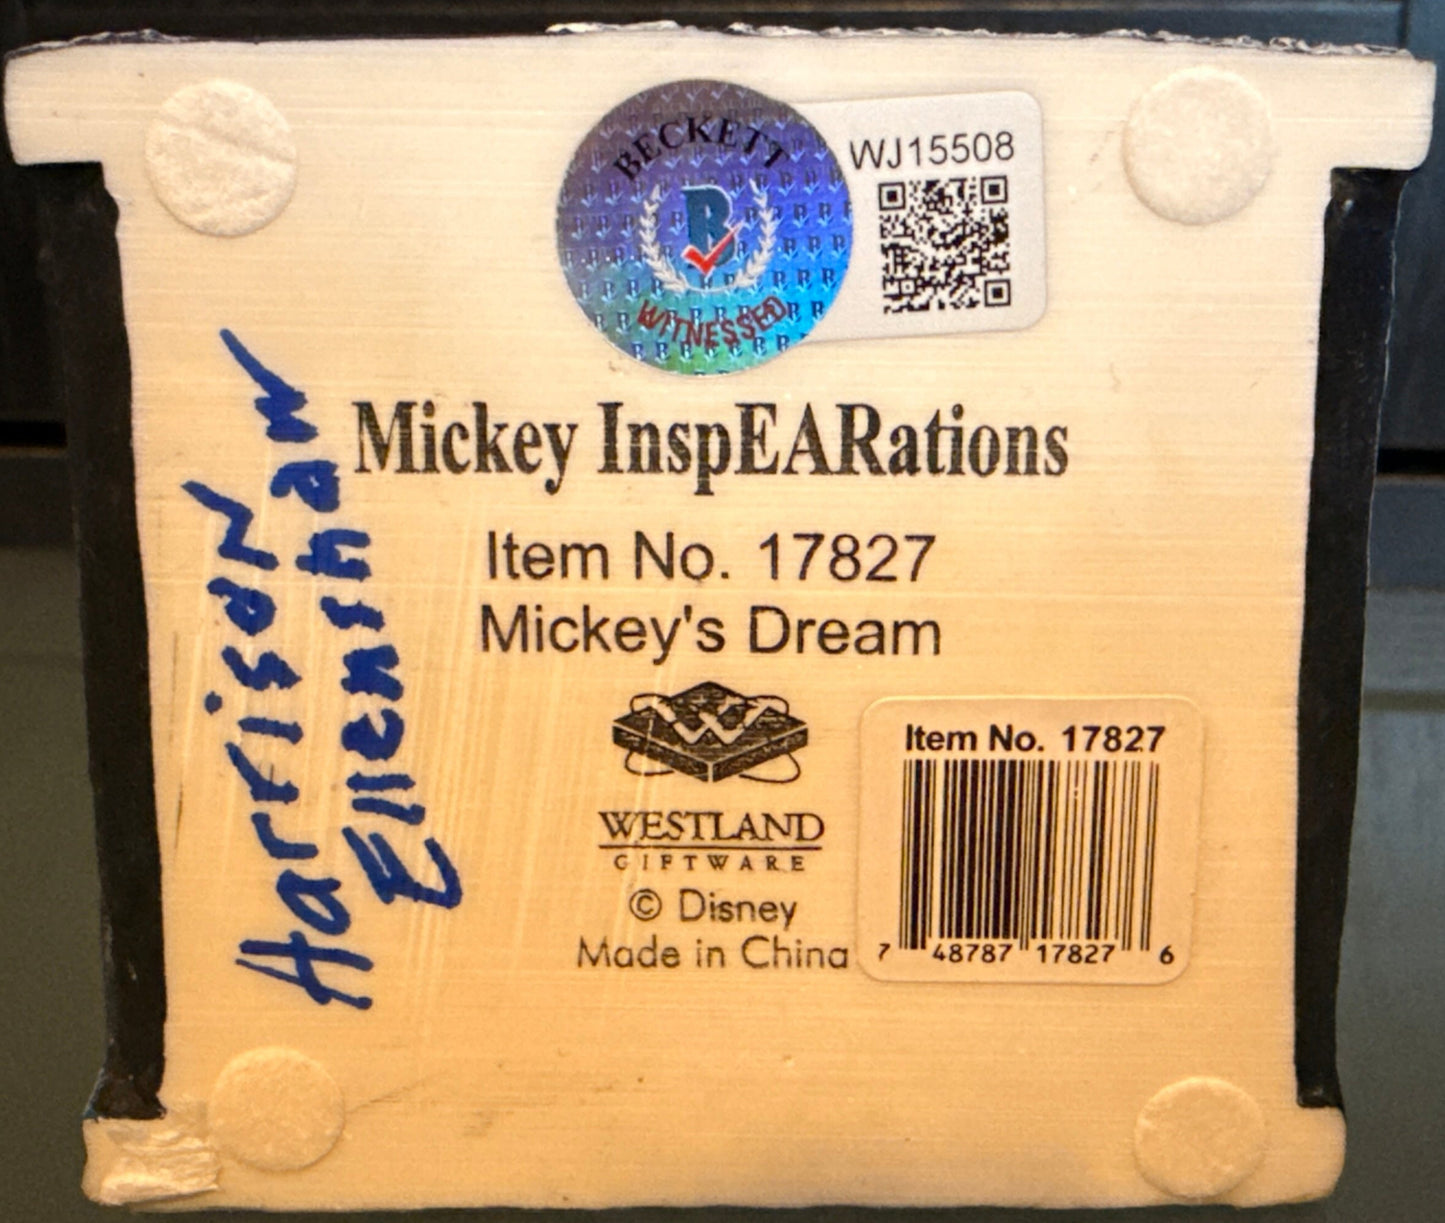 BECKETT
B
WITNESSED
WJ15508
Mickey InspEARations
Item No. 17827
Mickey's Dream
WESTLAND
GIFTWARE
© Disney
Made in China
Item No. 17827
7 48787 17827 6
Harrison
Ellenshaw